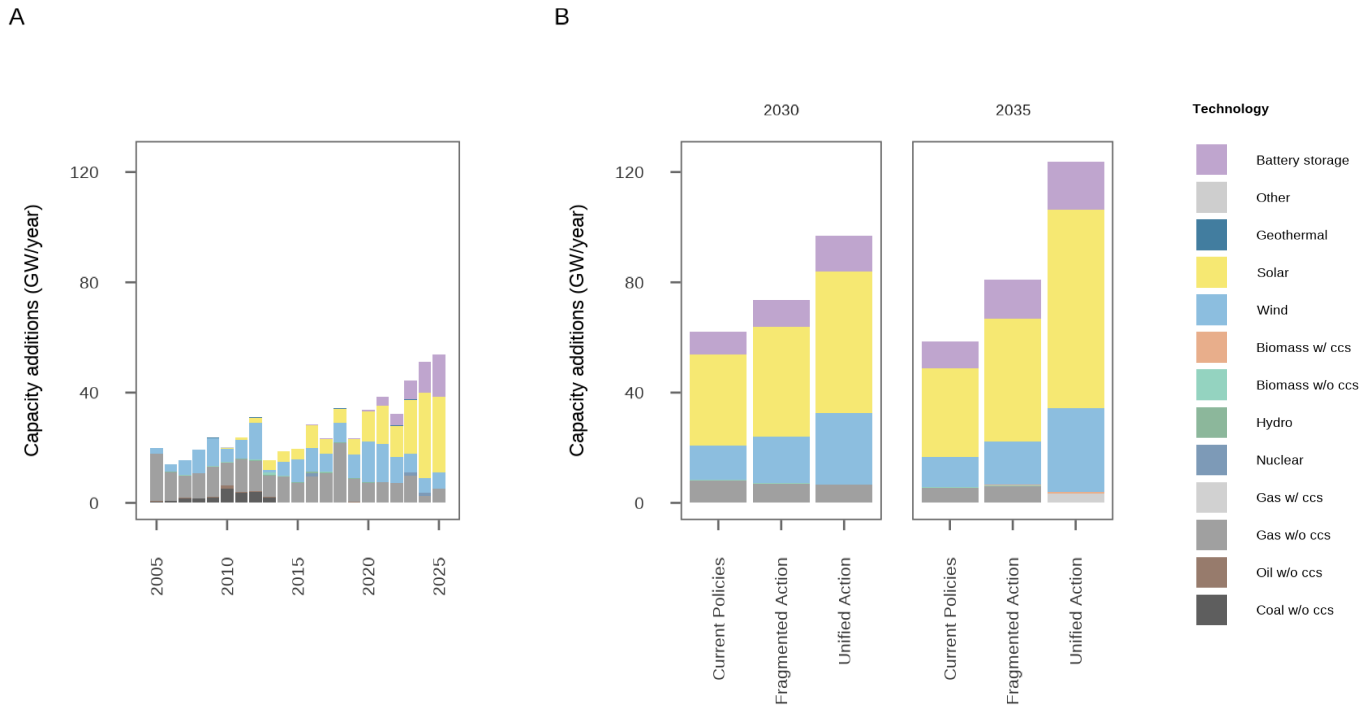 A
B
Capacity additions (GW/year)
120
80
40
0
2005
2010
2015
2020
2025
Capacity additions (GW/year)
120
80
40
0
2030
2035
Current Policies
Fragmented Action
Unified Action
Current Policies
Fragmented Action
Unified Action
Technology
Battery storage
Other
Geothermal
Solar
Wind
Biomass w/ ccs
Biomass w/o ccs
Hydro
Nuclear
Gas w/ ccs
Gas w/o ccs
Oil w/o ccs
Coal w/o ccs